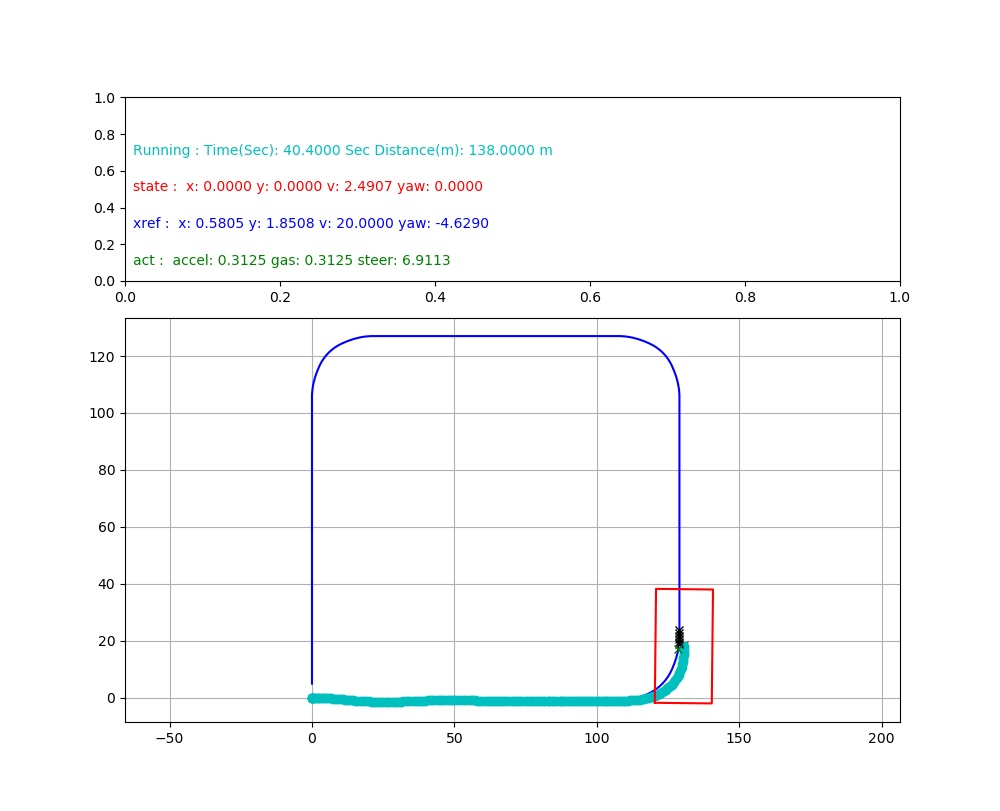 1.0
0.8
0.6
0.4
0.2
0.0
Running : Time(Sec): 40.4000 Sec Distance(m): 138.0000 m
state :  x: 0.0000 y: 0.0000 v: 2.4907 yaw: 0.0000
xref :  x: 0.5805 y: 1.8508 v: 20.0000 yaw: -4.6290
act :  accel: 0.3125 gas: 0.3125 steer: 6.9113
0.0 0.2 0.4 0.6 0.8 1.0
120
100
80
60
40
20
0
−50 0 50 100 150 200